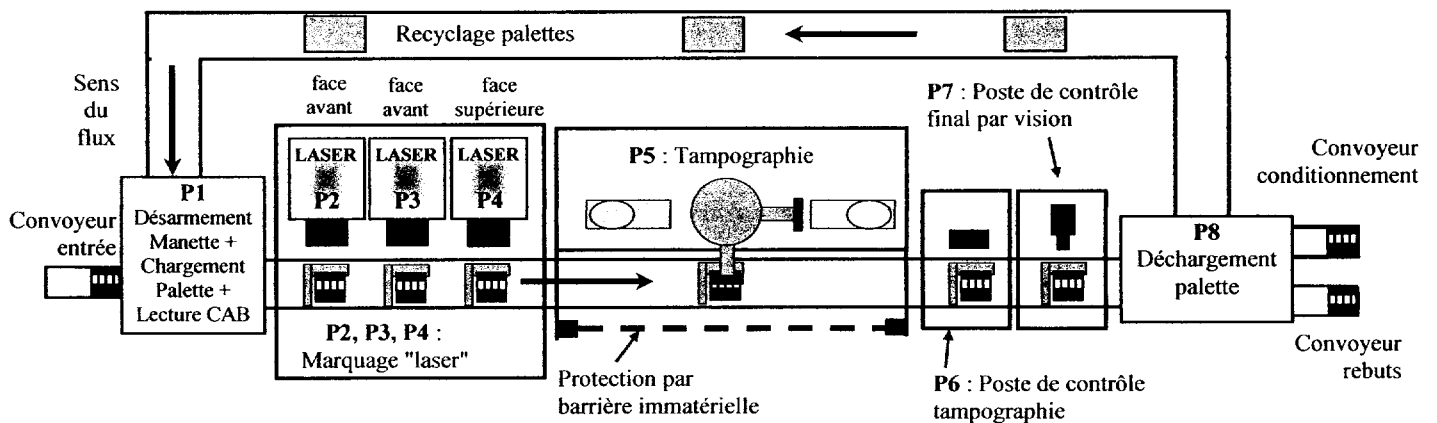 Recyclage palettes
Sens
du
flux
face
avant
face
avant
face
supérieure
P7 : Poste de contrôle
final par vision
LASER
P2
LASER
P3
LASER
P4
P5 : Tampographie
Convoyeur
conditionnement
Convoyeur
entrée
P1
Désarmement
Manette +
Chargement
Palette +
Lecture CAB
P8
Déchargement
palette
P2, P3, P4 :
Marquage "laser"
Protection par
barrière immatérielle
P6 : Poste de contrôle
tampographie
Convoyeur
rebuts